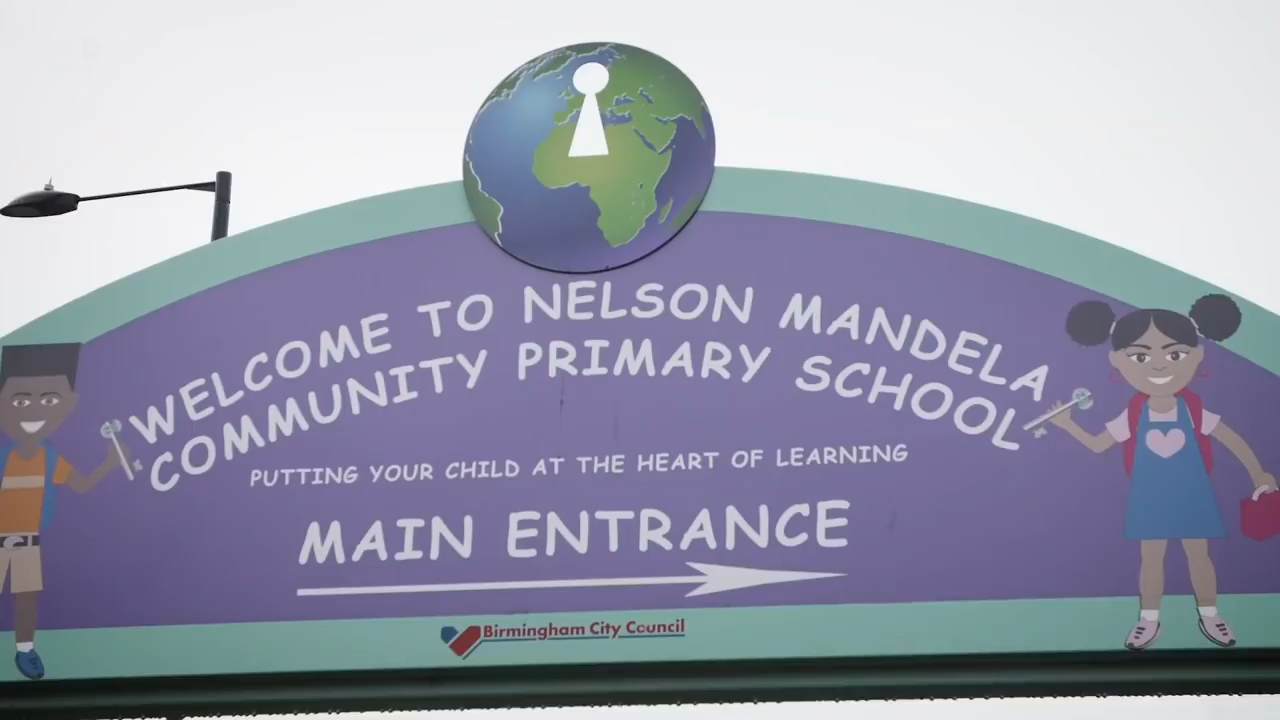 WELCOME TO NELSON MANDELA
COMMUNITY PRIMARY SCHOOL
PUTTING YOUR CHILD AT THE HEART OF LEARNING
MAIN ENTRANCE
Birmingham City Council